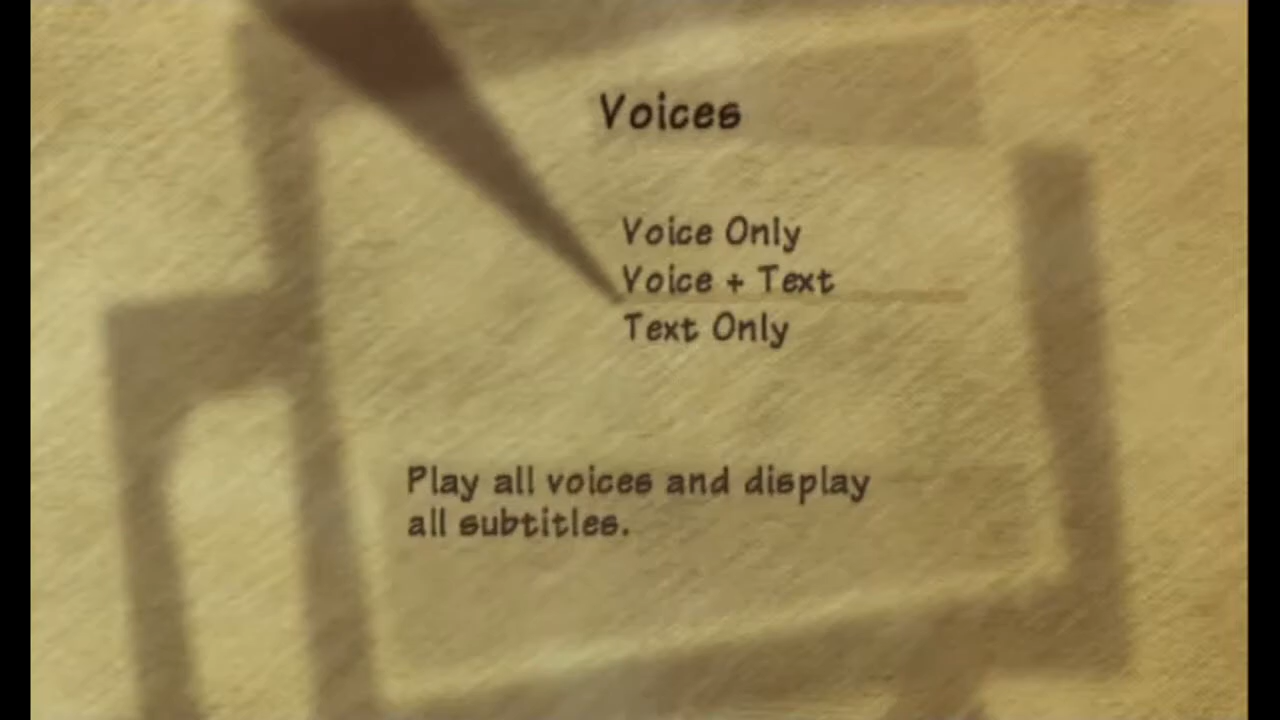 Voices
Voice Only
Voice + Text
Text Only
Play all voices and display
all subtitles.